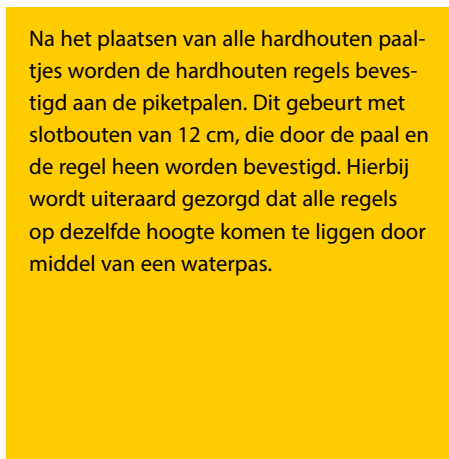 Na het plaatsen van alle hardhouten paal-
tjes worden de hardhouten regels beves-
tigd aan de piketpalen. Dit gebeurt met
slotbouten van 12 cm, die door de paal en
de regel heen worden bevestigd. Hierbij
wordt uiteraard gezorgd dat alle regels
op dezelfde hoogte komen te liggen door
middel van een waterpas.